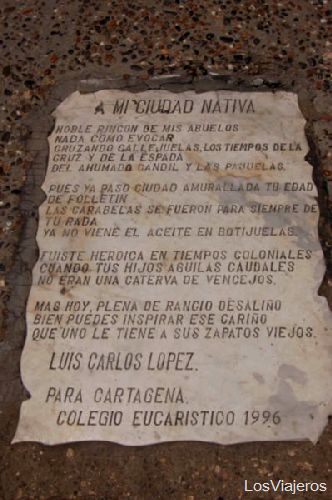 A MI CIUDAD NATIVA
NOBLE RINCON DE MIS ABUELOS
NADA COMO EVOCAR
CRUZANDO CALLEJUELAS, LOS TIEMPOS DE LA
CRUZ Y DE LA ESPADA
DEL AHUMADO CANDIL Y LAS PAJUELAS.
PUES YA PASO CIUDAD AMURALLADA TU EDAD
DE FOLLETIN
LAS CARABELAS SE FUERON PARA SIEMPRE DE
TU RADA
YA NO VIENE EL ACEITE EN BOTIJUELAS.
FUISTE HEROICA EN TIEMPOS COLONIALES
CUANDO TUS HIJOS AGUILAS CAUDALES
NO ERAN UNA CATERVA DE VENCEJOS.
MAS HOY, PLENA DE RANCIO DESALIÑO
BIEN PUEDES INSPIRAR ESE CARIÑO
QUE UNO LE TIENE A SUS ZAPATOS VIEJOS.
LUIS CARLOS LOPEZ.
PARA CARTAGENA.
COLEGIO EUCARISTICO 1996
LosViajeros